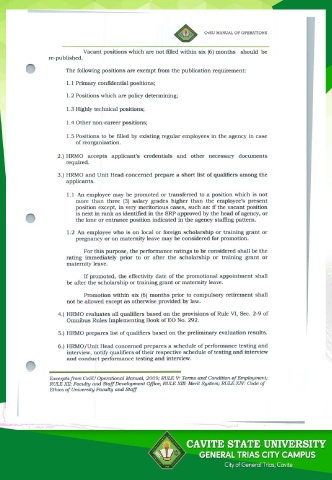 CvSU MANUAL OF OPERATIONS
Vacant positions which are not filled within six (6) months should be
re-published.
The following positions are exempt from the publication requirement:
1.1 Primary confidential positions;
1.2 Positions which are policy determining;
1.3 Highly technical positions;
1.4 Other non-career positions;
1.5 Positions to be filled by existing regular employees in the agency in case
of reorganization.
2.) HRMO accepts applicant's credentials and other necessary documents
required.
3.) HRMO and Unit Head concerned prepare a short list of qualifiers among the
applicants.
1.1 An employee may be promoted or transferred to a position which is not
more than three (3) salary grades higher than the employee's present
position except, in very meritorious cases, such as: if the vacant position
is next in rank as identified in the SRP approved by the head of agency, or
the lone or entrance position indicated in the agency staffing pattern.
1.2 An employee who is on local or foreign scholarship or training grant or
pregnancy or on maternity leave may be considered for promotion.
For this purpose, the performance ratings to be considered shall be the
rating immediately prior to or after the scholarship or training grant or
maternity leave.
If promoted, the effectivity date of the promotional appointment shall
be after the scholarship or training grant or maternity leave.
Promotion within six (6) months prior to compulsory retirement shall
not be allowed except as otherwise provided by law.
4.) HRMO evaluates all qualifiers based on the provisions of Rule VI, Sec. 2-9 of
Omnibus Rules Implementing Book of EO No. 292.
5.) HRMO prepares list of qualifiers based on the preliminary evaluation results.
6.) HRMO/Unit Head concerned prepares a schedule of performance testing and
interview, notify qualifiers of their respective schedule of testing and interview
and conduct performance testing and interview.
Excerpts from CvSU Operational Manual, 2009; RULE V: Terms and Condition of Employment;
RULE XII: Faculty and Staff Development Office; RULE XIII: Merit System; RULE XIV: Code of
Ethics of University Faculty and Staff
CAVITE STATE UNIVERSITY
GENERAL TRIAS CITY CAMPUS
City of General Trias, Cavite